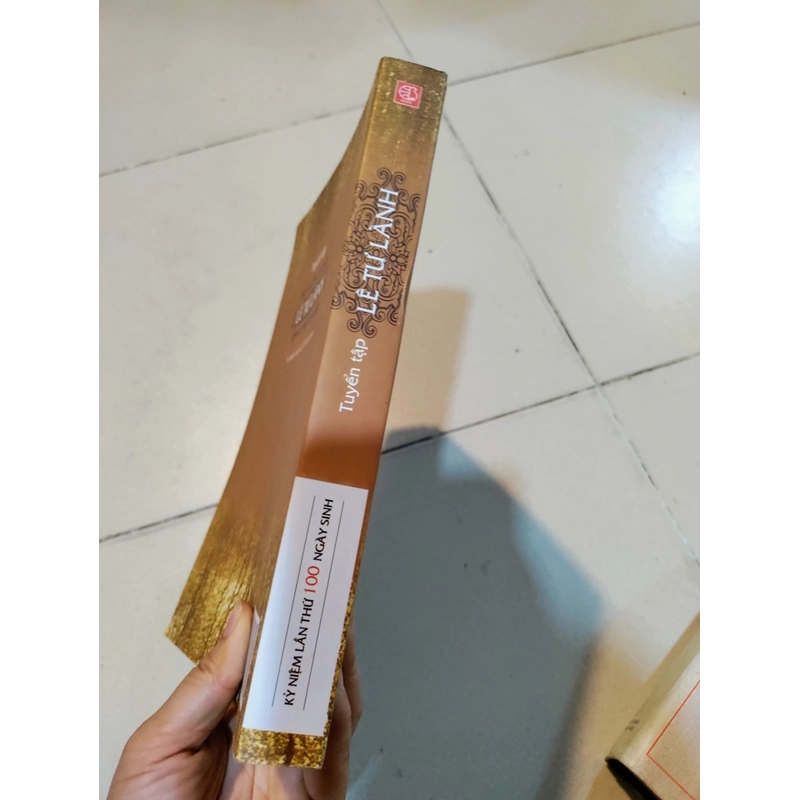 Tuyển tập
LÊ TƯ LÀNH
KỶ NIỆM LẦN THỨ 100 NGÀY SINH